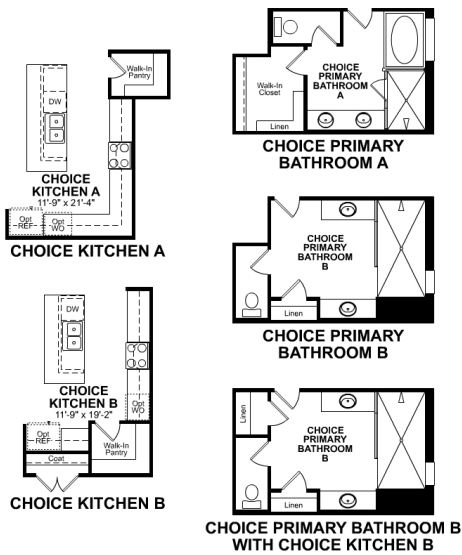 Walk-In
Pantry
DW
CHOICE
KITCHEN A
11'-9" x 21'-4"
Opt
REF
Opt
WO
CHOICE KITCHEN A
Walk-In
Closet
Linen
CHOICE
PRIMARY
BATHROOM
A
CHOICE PRIMARY
BATHROOM A
CHOICE
PRIMARY
BATHROOM
B
Linen
CHOICE PRIMARY
BATHROOM B
DW
CHOICE
KITCHEN B
11'-9" x 19'-2"
Opt
WO
Opt
REF
Walk-In
Pantry
Coat
CHOICE KITCHEN B
Linen
CHOICE
PRIMARY
BATHROOM
B
Linen
CHOICE PRIMARY BATHROOM B
WITH CHOICE KITCHEN B